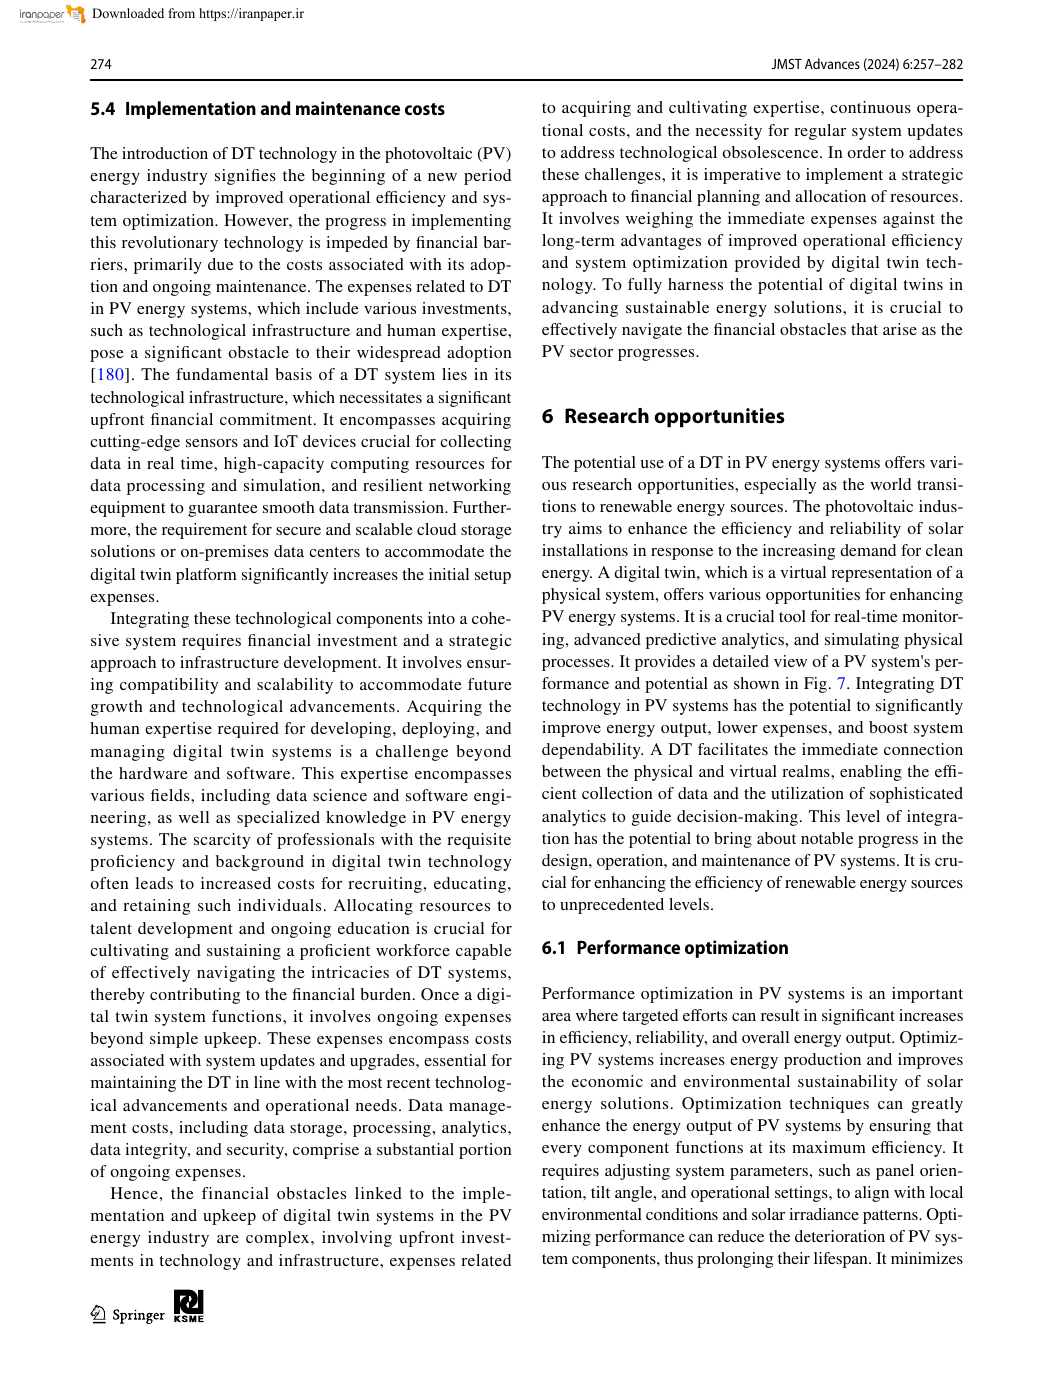 iranpaper
Downloaded from https://iranpaper.ir
274
JMST Advances (2024) 6:257–282
5.4 Implementation and maintenance costs
The introduction of DT technology in the photovoltaic (PV)
energy industry signifies the beginning of a new period
characterized by improved operational efficiency and sys-
tem optimization. However, the progress in implementing
this revolutionary technology is impeded by financial bar-
riers, primarily due to the costs associated with its adop-
tion and ongoing maintenance. The expenses related to DT
in PV energy systems, which include various investments,
such as technological infrastructure and human expertise,
pose a significant obstacle to their widespread adoption
[180]. The fundamental basis of a DT system lies in its
technological infrastructure, which necessitates a significant
upfront financial commitment. It encompasses acquiring
cutting-edge sensors and IoT devices crucial for collecting
data in real time, high-capacity computing resources for
data processing and simulation, and resilient networking
equipment to guarantee smooth data transmission. Further-
more, the requirement for secure and scalable cloud storage
solutions or on-premises data centers to accommodate the
digital twin platform significantly increases the initial setup
expenses.
Integrating these technological components into a cohe-
sive system requires financial investment and a strategic
approach to infrastructure development. It involves ensur-
ing compatibility and scalability to accommodate future
growth and technological advancements. Acquiring the
human expertise required for developing, deploying, and
managing digital twin systems is a challenge beyond
the hardware and software. This expertise encompasses
various fields, including data science and software engi-
neering, as well as specialized knowledge in PV energy
systems. The scarcity of professionals with the requisite
proficiency and background in digital twin technology
often leads to increased costs for recruiting, educating,
and retaining such individuals. Allocating resources to
talent development and ongoing education is crucial for
cultivating and sustaining a proficient workforce capable
of effectively navigating the intricacies of DT systems,
thereby contributing to the financial burden. Once a digi-
tal twin system functions, it involves ongoing expenses
beyond simple upkeep. These expenses encompass costs
associated with system updates and upgrades, essential for
maintaining the DT in line with the most recent technolog-
ical advancements and operational needs. Data manage-
ment costs, including data storage, processing, analytics,
data integrity, and security, comprise a substantial portion
of ongoing expenses.
Hence, the financial obstacles linked to the imple-
mentation and upkeep of digital twin systems in the PV
energy industry are complex, involving upfront invest-
ments in technology and infrastructure, expenses related
to acquiring and cultivating expertise, continuous opera-
tional costs, and the necessity for regular system updates
to address technological obsolescence. In order to address
these challenges, it is imperative to implement a strategic
approach to financial planning and allocation of resources.
It involves weighing the immediate expenses against the
long-term advantages of improved operational efficiency
and system optimization provided by digital twin tech-
nology. To fully harness the potential of digital twins in
advancing sustainable energy solutions, it is crucial to
effectively navigate the financial obstacles that arise as the
PV sector progresses.
6 Research opportunities
The potential use of a DT in PV energy systems offers vari-
ous research opportunities, especially as the world transi-
tions to renewable energy sources. The photovoltaic indus-
try aims to enhance the efficiency and reliability of solar
installations in response to the increasing demand for clean
energy. A digital twin, which is a virtual representation of a
physical system, offers various opportunities for enhancing
PV energy systems. It is a crucial tool for real-time monitor-
ing, advanced predictive analytics, and simulating physical
processes. It provides a detailed view of a PV system's per-
formance and potential as shown in Fig. 7. Integrating DT
technology in PV systems has the potential to significantly
improve energy output, lower expenses, and boost system
dependability. A DT facilitates the immediate connection
between the physical and virtual realms, enabling the effi-
cient collection of data and the utilization of sophisticated
analytics to guide decision-making. This level of integra-
tion has the potential to bring about notable progress in the
design, operation, and maintenance of PV systems. It is cru-
cial for enhancing the efficiency of renewable energy sources
to unprecedented levels.
6.1 Performance optimization
Performance optimization in PV systems is an important
area where targeted efforts can result in significant increases
in efficiency, reliability, and overall energy output. Optimiz-
ing PV systems increases energy production and improves
the economic and environmental sustainability of solar
energy solutions. Optimization techniques can greatly
enhance the energy output of PV systems by ensuring that
every component functions at its maximum efficiency. It
requires adjusting system parameters, such as panel orien-
tation, tilt angle, and operational settings, to align with local
environmental conditions and solar irradiance patterns. Opti-
mizing performance can reduce the deterioration of PV sys-
tem components, thus prolonging their lifespan. It minimizes
Springer
KSME